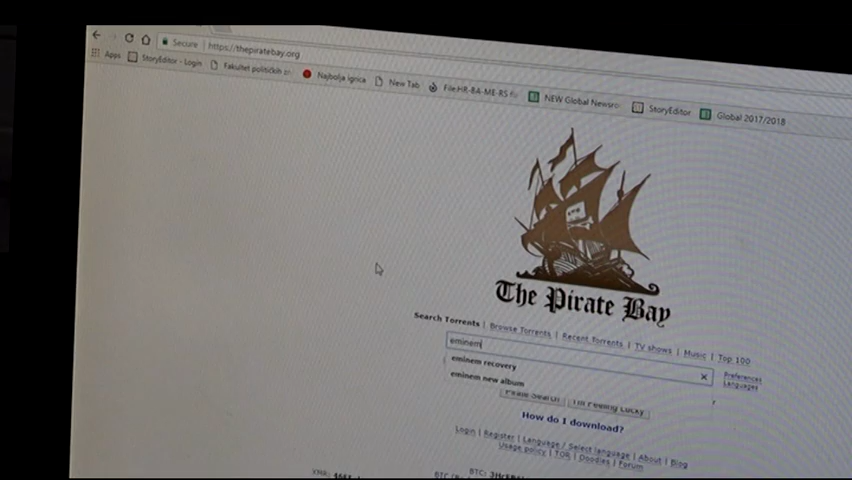 Secure https://thepiratebay.org
Apps StoryEditor - Login Fakultet političkih Najbolja igrica New Tab File:HR-BA-ME-RS NEW Global Newsro StoryEditor Global 2017/2018
The Pirate Bay
Search Torrents | Browse Torrents | Recent Torrents | TV shows | Music | Top 100
eminem
Preferences
Languages
eminem recovery
eminem new album
Pirate Search I'm Feeling Lucky
How do I download?
Login | Register | Language / Select language | About | Blog
Usage policy | TOR | Doodles | Forum
BTC: